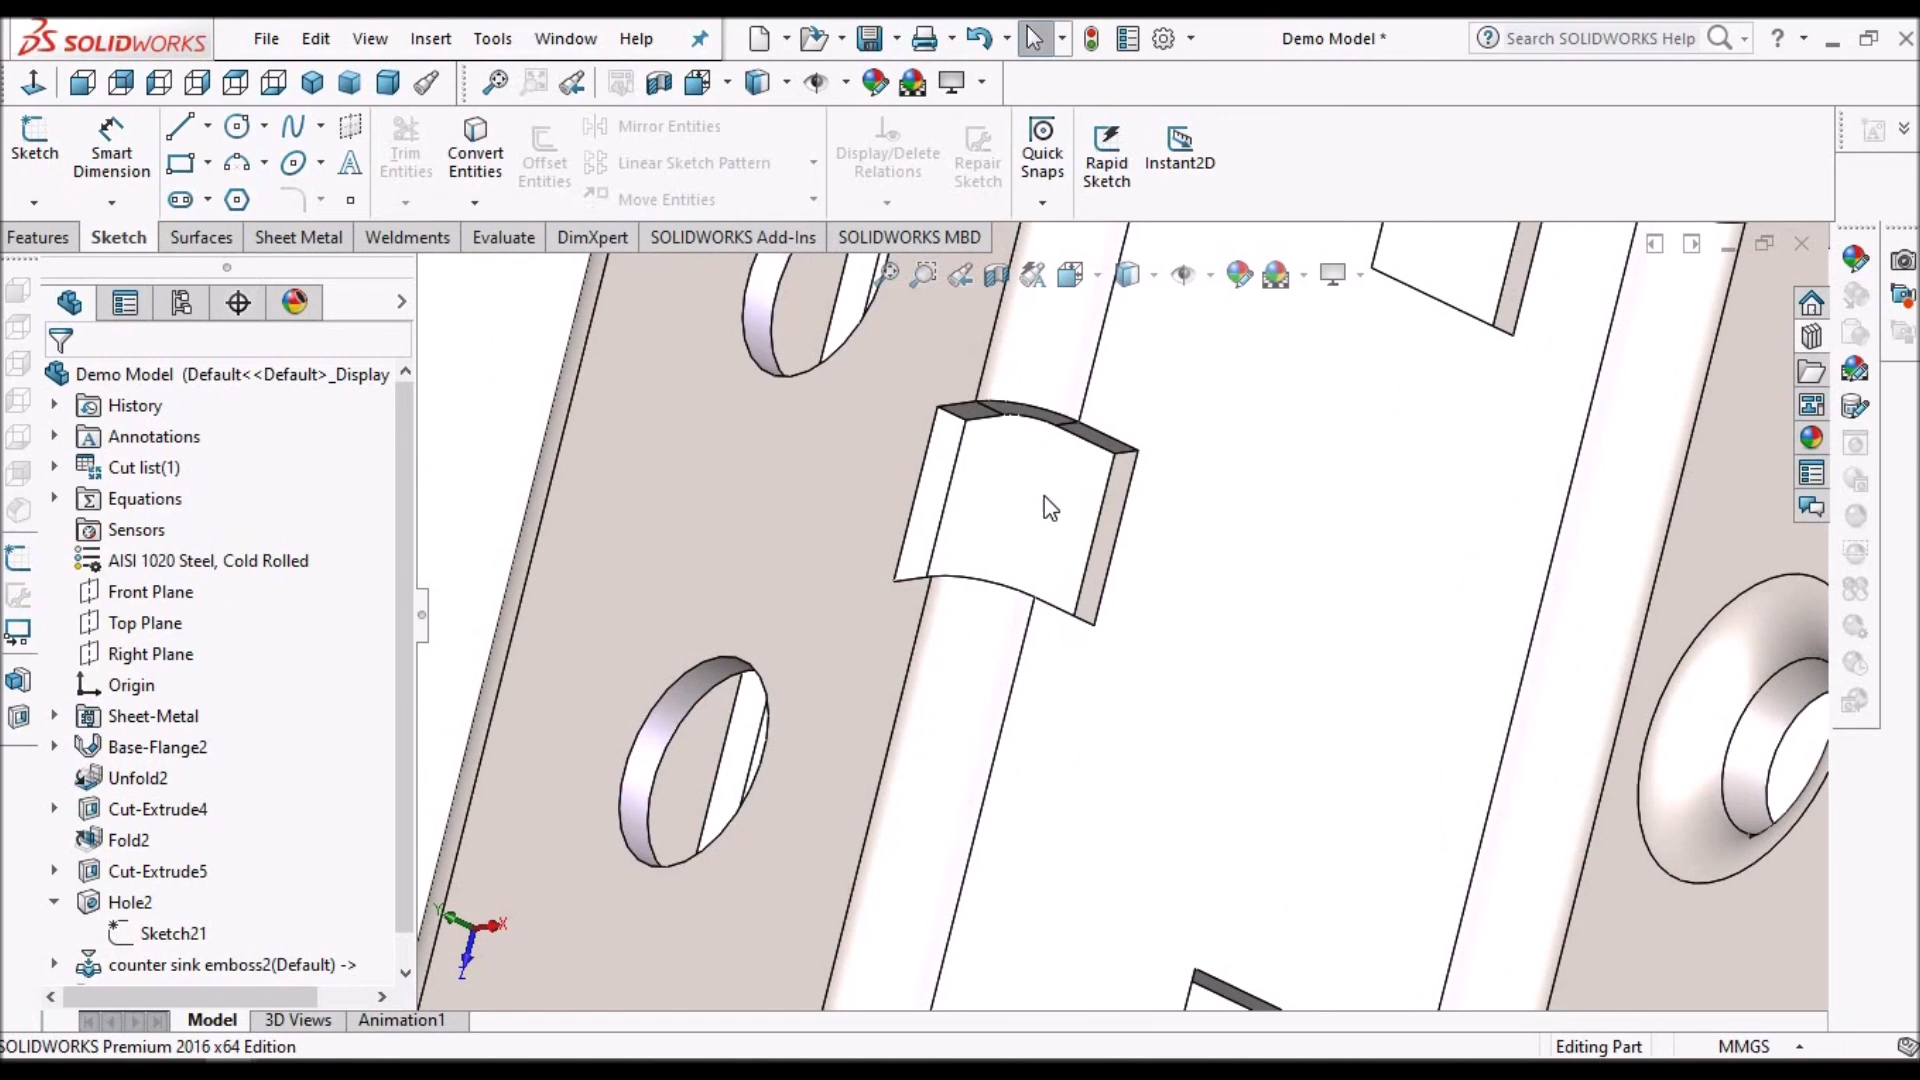 SOLIDWORKS
File Edit View Insert Tools Window Help
Demo Model *
Search SOLIDWORKS Help
Sketch
Smart Dimension
Trim Entities
Convert Entities
Offset Entities
Mirror Entities
Linear Sketch Pattern
Move Entities
Display/Delete Relations
Repair Sketch
Quick Snaps
Rapid Sketch
Instant2D
Features Sketch Surfaces Sheet Metal Weldments Evaluate DimXpert SOLIDWORKS Add-Ins SOLIDWORKS MBD
Demo Model (Default<<Default>_Display
History
Annotations
Cut list(1)
Equations
Sensors
AISI 1020 Steel, Cold Rolled
Front Plane
Top Plane
Right Plane
Origin
Sheet-Metal
Base-Flange2
Unfold2
Cut-Extrude4
Fold2
Cut-Extrude5
Hole2
Sketch21
counter sink emboss2(Default) ->
Y X
Z
Model 3D Views Animation1
SOLIDWORKS Premium 2016 x64 Edition
Editing Part
MMGS